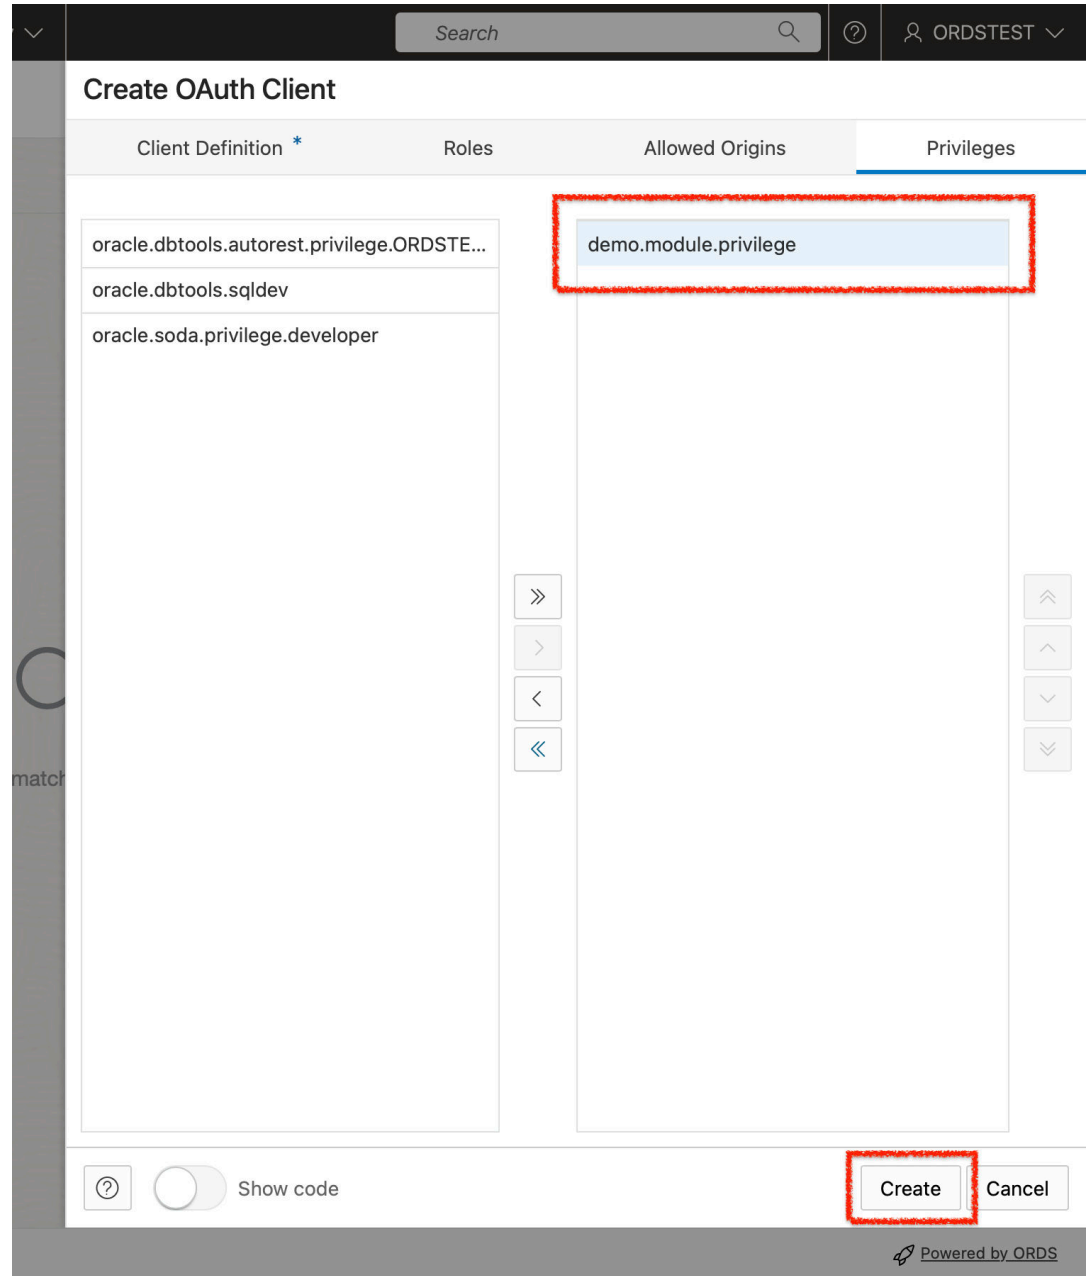 Search
ORDSTEST
Create OAuth Client
Client Definition *
Roles
Allowed Origins
Privileges
oracle.dbtools.autorest.privilege.ORDSTE...
oracle.dbtools.sqldev
oracle.soda.privilege.developer
demo.module.privilege
match
Show code
Create
Cancel
Powered by ORDS